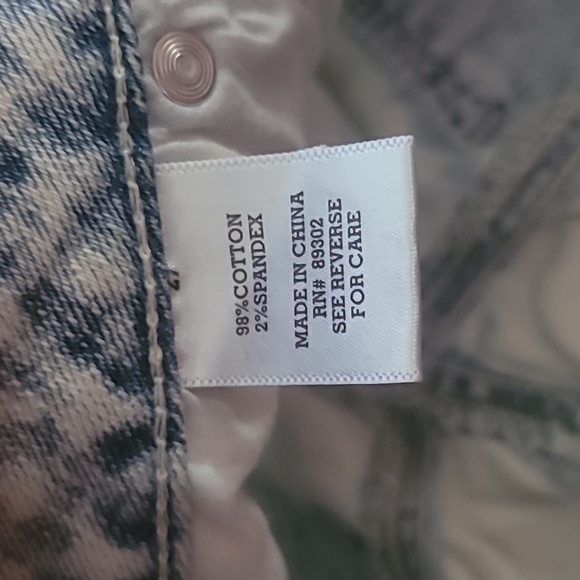 98%COTTON
2%SPANDEX
MADE IN CHINA
RN# 89302
SEE REVERSE
FOR CARE